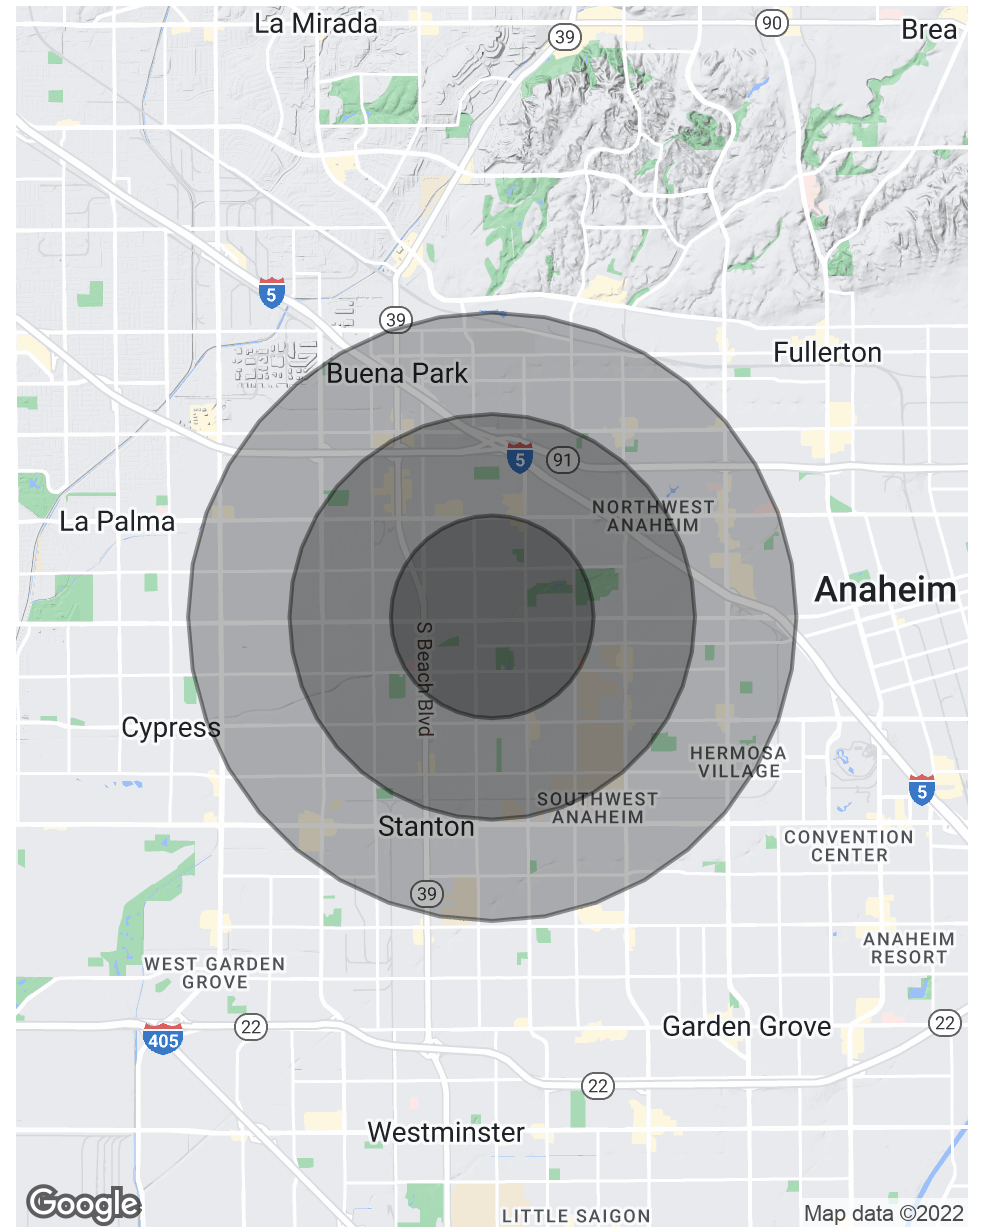 La Mirada
39
90
Brea
5
39
Fullerton
Buena Park
5
91
NORTHWEST
ANAHEIM
La Palma
Anaheim
S Beach Blvd
Cypress
HERMOSA
VILLAGE
5
SOUTHWEST
ANAHEIM
Stanton
CONVENTION
CENTER
39
ANAHEIM
RESORT
WEST GARDEN
GROVE
405
22
Garden Grove
22
22
Westminster
Google
LITTLE SAIGON
Map data ©2022